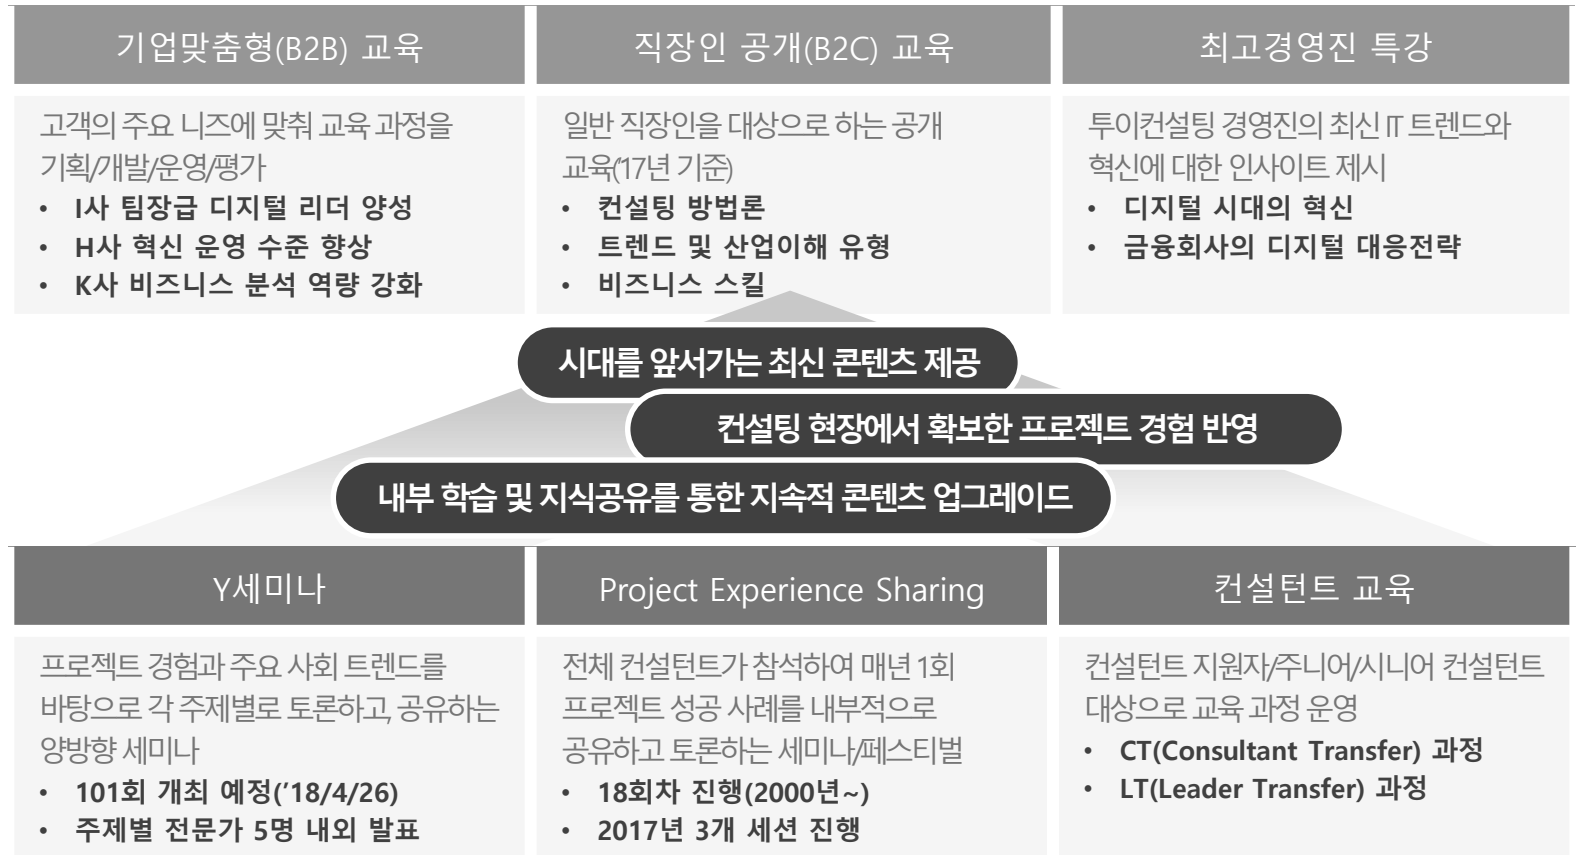 기업맞춤형(B2B) 교육
고객의 주요 니즈에 맞춰 교육 과정을
기획/개발/운영/평가
• I사 팀장급 디지털 리더 양성
• H사 혁신 운영 수준 향상
• K사 비즈니스 분석 역량 강화
직장인 공개(B2C) 교육
일반 직장인을 대상으로 하는 공개
교육('17년 기준)
• 컨설팅 방법론
• 트렌드 및 산업이해 유형
• 비즈니스 스킬
최고경영진 특강
투이컨설팅 경영진의 최신 IT 트렌드와
혁신에 대한 인사이트 제시
• 디지털 시대의 혁신
• 금융회사의 디지털 대응전략
시대를 앞서가는 최신 콘텐츠 제공
컨설팅 현장에서 확보한 프로젝트 경험 반영
내부 학습 및 지식공유를 통한 지속적 콘텐츠 업그레이드
Y세미나
프로젝트 경험과 주요 사회 트렌드를
바탕으로 각 주제별로 토론하고, 공유하는
양방향 세미나
• 101회 개최 예정(’18/4/26)
• 주제별 전문가 5명 내외 발표
Project Experience Sharing
전체 컨설턴트가 참석하여 매년 1회
프로젝트 성공 사례를 내부적으로
공유하고 토론하는 세미나/페스티벌
• 18회차 진행(2000년~)
• 2017년 3개 세션 진행
컨설턴트 교육
컨설턴트 지원자/주니어/시니어 컨설턴트
대상으로 교육 과정 운영
• CT(Consultant Transfer) 과정
• LT(Leader Transfer) 과정